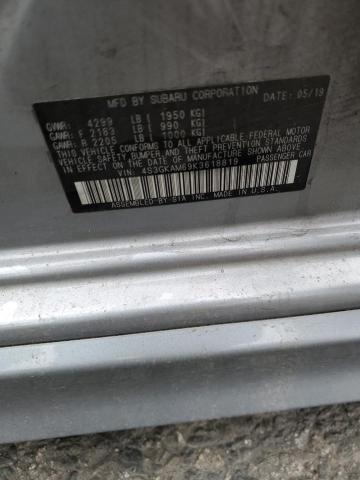 MFD BY SUBARU CORPORATION DATE: 05/19
GVWR: 4299 LB [ 1950 KG]
GAWR: F 2183 LB [ 990 KG]
GAWR: R 2205 LB [ 1000 KG]
THIS VEHICLE CONFORMS TO ALL APPLICABLE FEDERAL MOTOR
VEHICLE SAFETY, BUMPER, AND THEFT PREVENTION STANDARDS
IN EFFECT ON THE DATE OF MANUFACTURE SHOWN ABOVE.
VIN: 4S3GKAM69K3618819 PASSENGER CAR
ASSEMBLED BY SIA INC. MADE IN U.S.A.